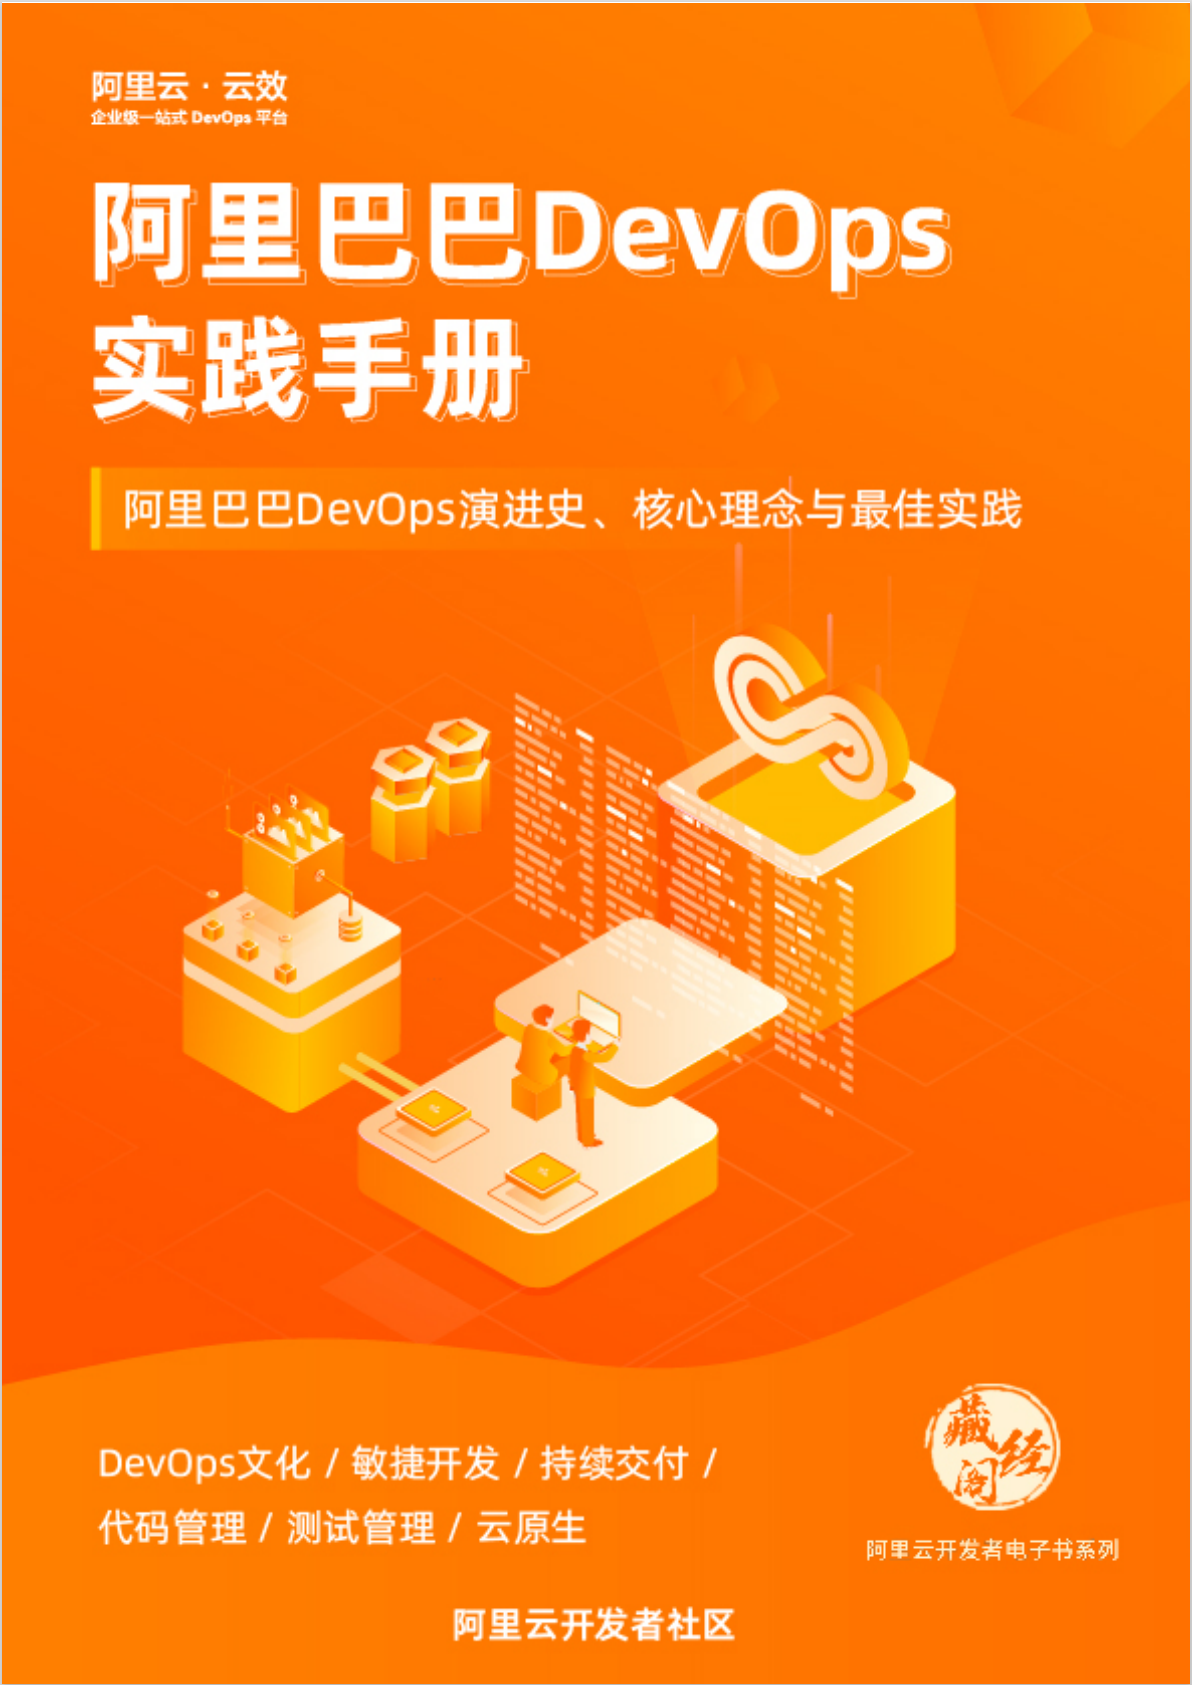 阿里云 · 云效
企业级一站式 DevOps 平台
阿里巴巴DevOps
实践手册
阿里巴巴DevOps演进史、核心理念与最佳实践
DevOps文化 / 敏捷开发 / 持续交付 /
代码管理 / 测试管理 / 云原生
藏经阁
阿里云开发者电子书系列
阿里云开发者社区